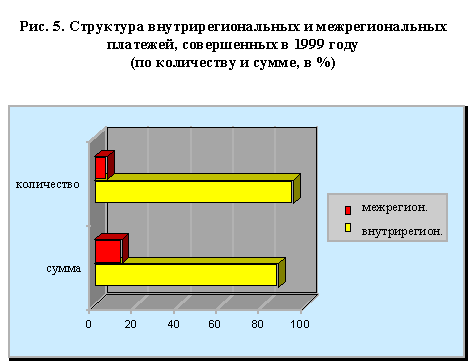 Рис. 5. Структура внутрирегиональных и межрегиональных
платежей, совершенных в 1999 году
(по количеству и сумме, в %)
количество
сумма
межрегион.
внутрирегион.
0 20 40 60 80 100